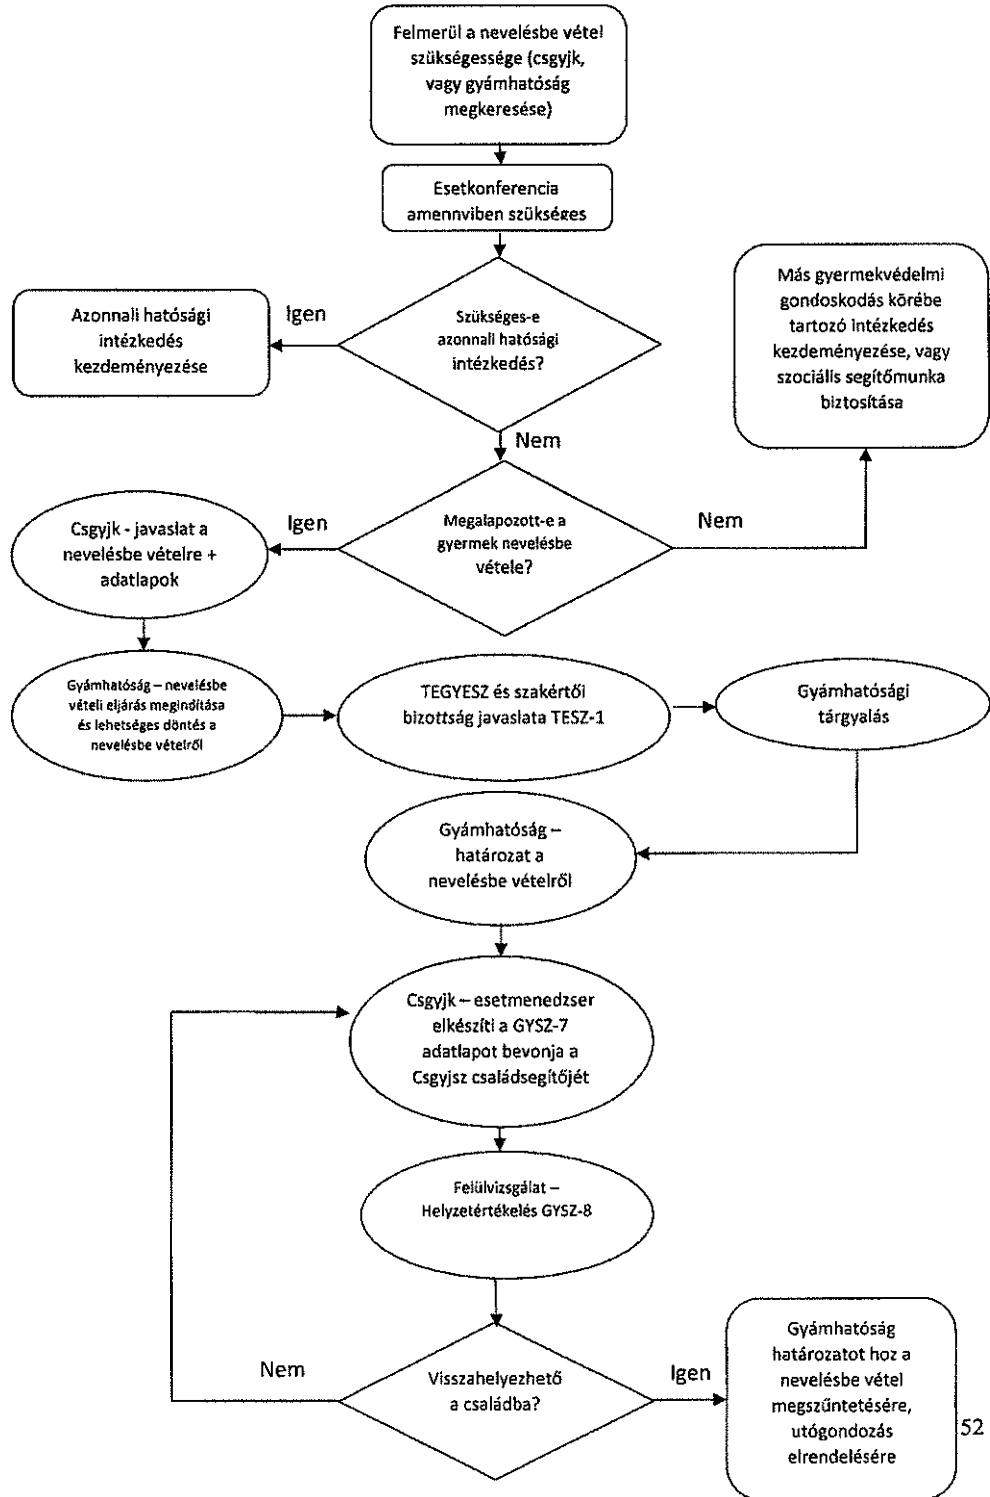 Felmerül a nevelésbe vétel
szükségessége (csgyjk,
vagy gyámhatóság
megkeresése)
Esetkonferencia
amennyiben szükséges
Szükséges-e
azonnali hatósági
intézkedés?
Igen
Azonnali hatósági
intézkedés
kezdeményezése
Más gyermekvédelmi
gondoskodás körébe
tartozó intézkedés
kezdeményezése, vagy
szociális segítőmunka
biztosítása
Nem
Megalapozott-e a
gyermek nevelésbe
vétele?
Nem
Igen
Csgyjk - javaslat a
nevelésbe vételre +
adatlapok
Gyámhatóság – nevelésbe
vételi eljárás megindítása
és lehetséges döntés a
nevelésbe vételről
TEGYESZ és szakértői
bizottság javaslata TESZ-1
Gyámhatósági
tárgyalás
Gyámhatóság –
határozat a
nevelésbe vételről
Csgyjk – esetmenedzser
elkészíti a GYSZ-7
adatlapot bevonja a
Csgyjsz családsegítőjét
Felülvizsgálat –
Helyzetértékelés GYSZ-8
Visszahelyezhető
a családba?
Nem
Igen
Gyámhatóság
határozatot hoz a
nevelésbe vétel
megszűntetésére,
utógondozás
elrendelésére
52